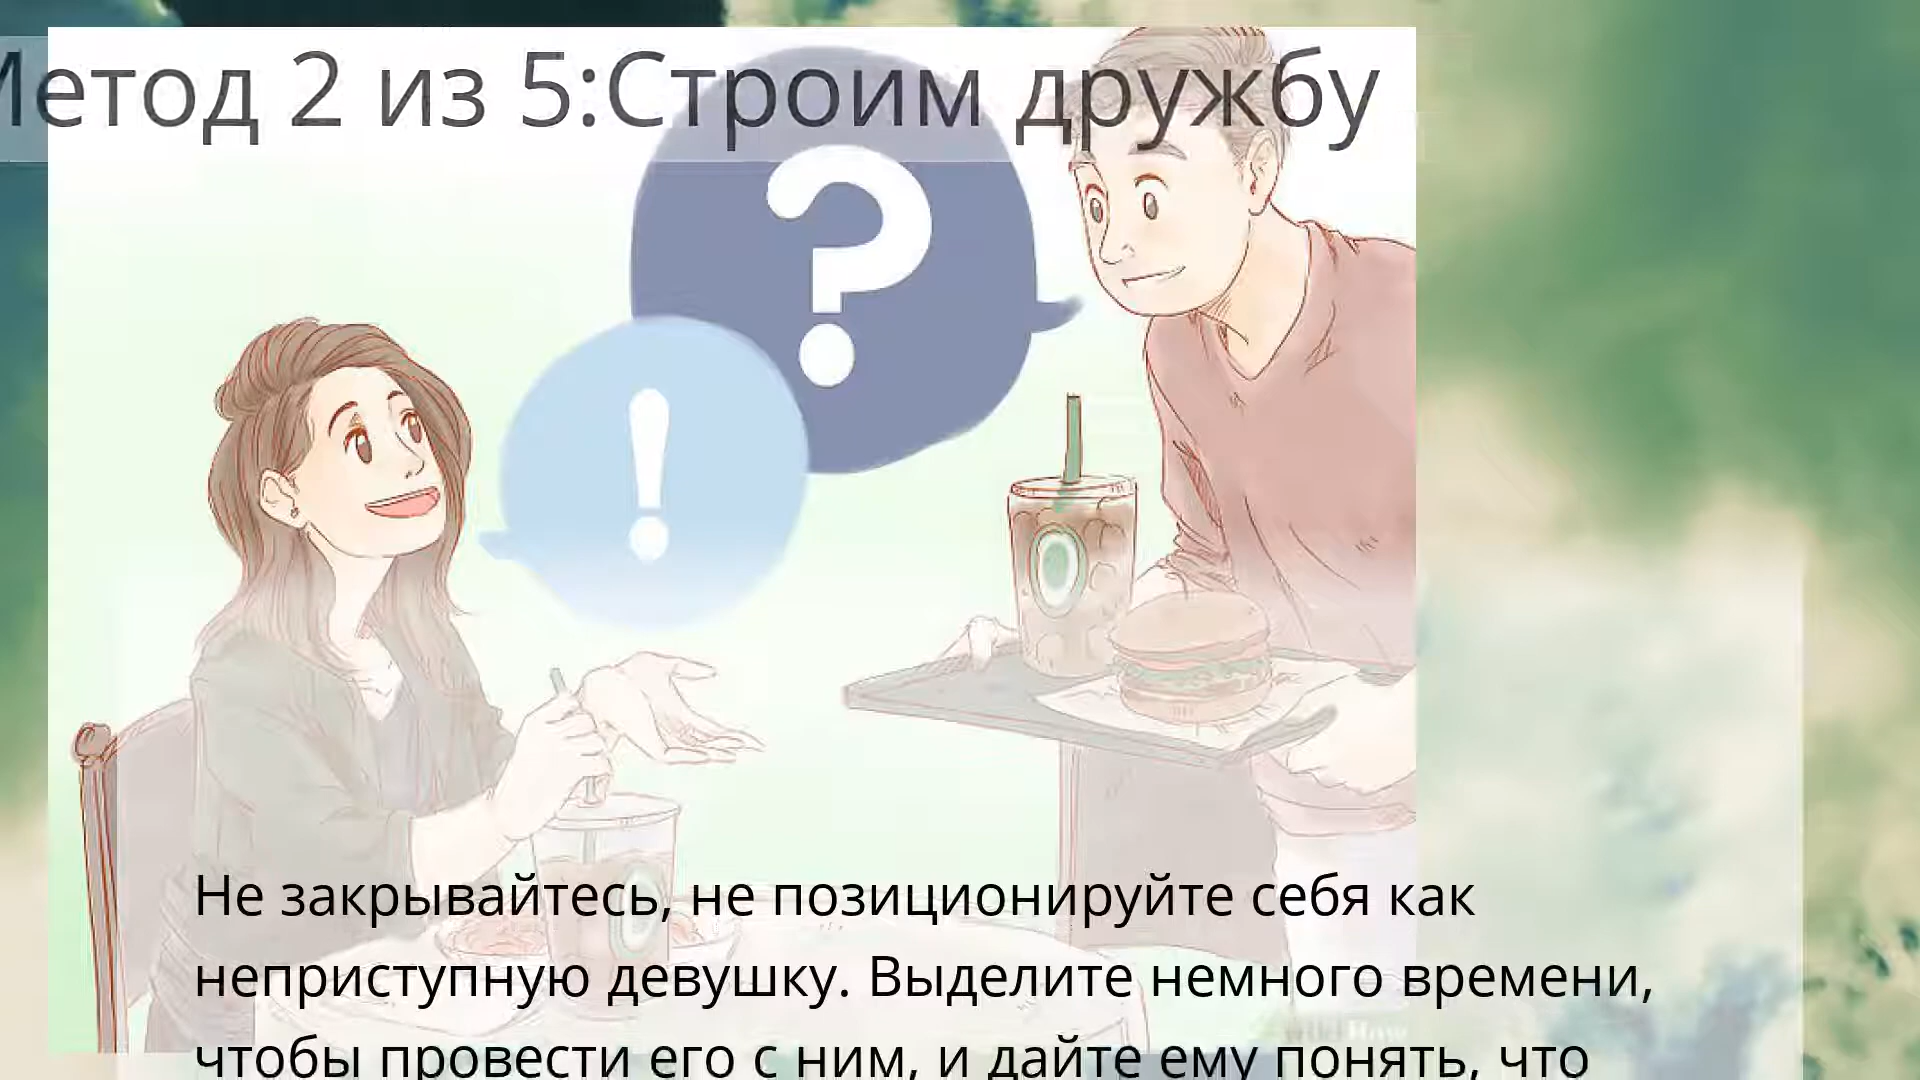 Метод 2 из 5:Строим дружбу
?
!
Не закрывайтесь, не позиционируйте себя как
неприступную девушку. Выделите немного времени,
чтобы провести его с ним, и дайте ему понять, что